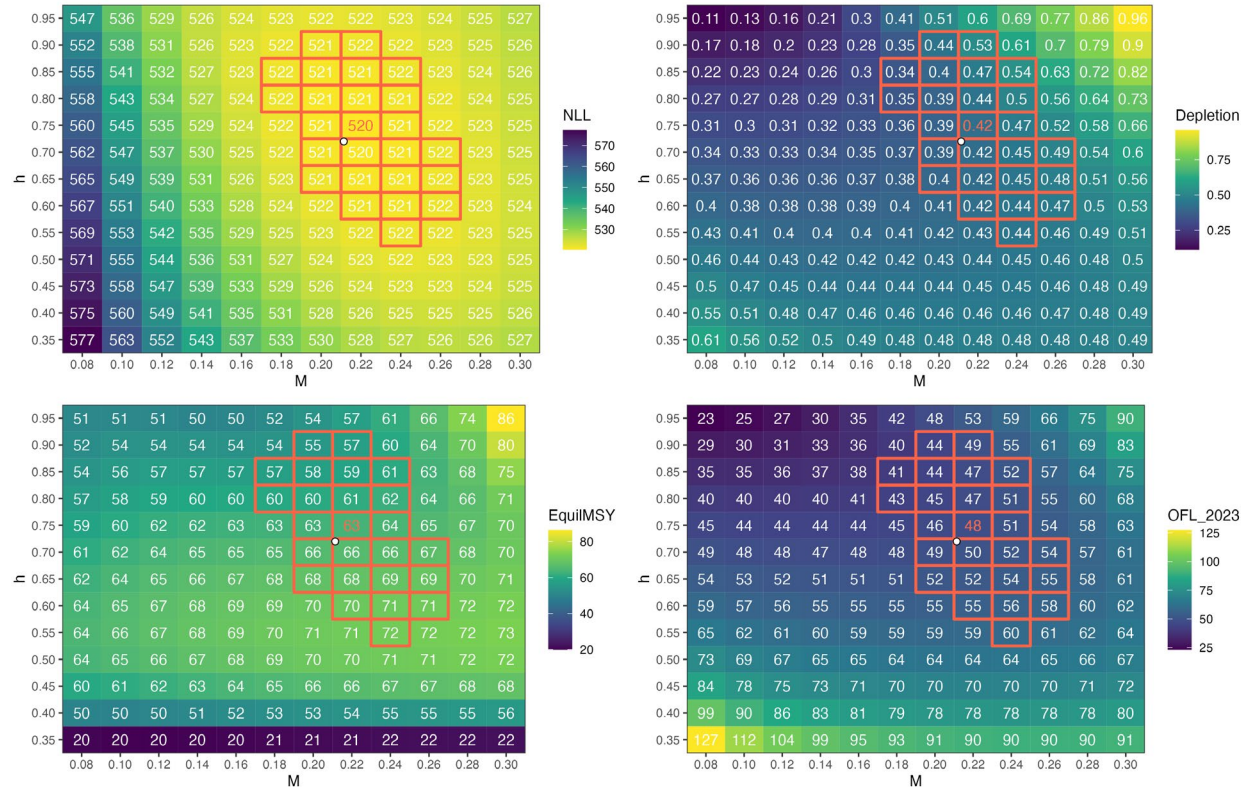 0.95 547 536 529 526 523 522 522 522 523 524 525 527
0.90 552 538 531 526 523 522 521 522 522 523 525 526
0.85 555 541 532 527 523 522 521 521 522 523 524 526
0.80 558 543 534 527 524 522 521 521 521 522 524 525
0.75 560 545 535 529 524 522 521 520 521 522 523 525
0.70 562 547 537 530 525 522 521 520 521 522 523 525
0.65 565 549 539 531 526 523 521 521 521 522 523 525
0.60 567 551 540 533 528 524 522 521 521 522 523 524
0.55 569 553 542 535 529 525 523 522 522 522 523 524
0.50 571 555 544 536 531 527 524 523 522 523 523 525
0.45 573 558 547 539 533 529 526 524 523 523 524 525
0.40 575 560 549 541 535 531 528 526 525 525 525 526
0.35 577 563 552 543 537 533 530 528 527 526 526 527
0.08 0.10 0.12 0.14 0.16 0.18 0.20 0.22 0.24 0.26 0.28 0.30
M
h
NLL
570
560
550
540
530
0.95 0.11 0.13 0.16 0.21 0.3 0.41 0.51 0.6 0.69 0.77 0.86 0.96
0.90 0.17 0.18 0.2 0.23 0.28 0.35 0.44 0.53 0.61 0.7 0.79 0.9
0.85 0.22 0.23 0.24 0.26 0.3 0.34 0.4 0.47 0.54 0.63 0.72 0.82
0.80 0.27 0.27 0.28 0.29 0.31 0.35 0.39 0.44 0.5 0.56 0.64 0.73
0.75 0.31 0.3 0.31 0.32 0.33 0.36 0.39 0.42 0.47 0.52 0.58 0.66
0.70 0.34 0.33 0.33 0.34 0.35 0.37 0.39 0.42 0.45 0.49 0.54 0.6
0.65 0.37 0.36 0.36 0.36 0.37 0.38 0.4 0.42 0.45 0.48 0.51 0.56
0.60 0.4 0.38 0.38 0.39 0.4 0.41 0.42 0.44 0.47 0.5 0.53
0.55 0.43 0.41 0.4 0.4 0.41 0.42 0.43 0.44 0.46 0.49 0.51
0.50 0.46 0.44 0.43 0.42 0.42 0.43 0.44 0.45 0.46 0.48 0.5
0.45 0.5 0.47 0.45 0.44 0.44 0.44 0.45 0.46 0.48 0.49
0.40 0.55 0.51 0.48 0.47 0.46 0.46 0.46 0.46 0.47 0.48 0.49
0.35 0.61 0.56 0.52 0.5 0.49 0.48 0.48 0.48 0.48 0.48 0.48 0.49
0.08 0.10 0.12 0.14 0.16 0.18 0.20 0.22 0.24 0.26 0.28 0.30
M
h
Depletion
0.75
0.50
0.25
0.95 51 51 51 50 50 52 54 57 61 66 74 86
0.90 52 54 54 54 54 54 55 57 60 64 70 80
0.85 54 56 57 57 57 57 58 59 61 63 68 75
0.80 57 58 59 60 60 60 60 61 62 64 66 71
0.75 59 60 62 62 63 63 63 63 64 65 67 70
0.70 61 62 64 65 65 65 66 66 66 67 68 70
0.65 62 64 65 66 67 67 68 68 69 69 70 71
0.60 64 65 67 68 69 69 70 70 71 71 72 72
0.55 64 66 67 68 69 70 71 71 72 72 72 73
0.50 64 65 66 67 68 69 70 70 71 71 72 72
0.45 60 61 62 63 64 65 66 66 67 67 68 68
0.40 50 50 50 51 52 53 53 54 55 55 55 56
0.35 20 20 20 20 20 21 21 21 22 22 22 22
0.08 0.10 0.12 0.14 0.16 0.18 0.20 0.22 0.24 0.26 0.28 0.30
M
h
EquilMSY
80
60
40
20
0.95 23 25 27 30 35 42 48 53 59 66 75 90
0.90 29 30 31 33 36 40 44 49 55 61 69 83
0.85 35 35 36 37 38 41 44 47 52 57 64 75
0.80 40 40 40 40 41 43 45 47 51 55 60 68
0.75 45 44 44 44 44 45 46 48 51 54 58 63
0.70 49 48 48 47 48 48 49 50 52 54 57 61
0.65 54 53 52 51 51 51 52 52 54 55 58 61
0.60 59 57 56 55 55 55 55 55 56 58 60 62
0.55 65 62 61 60 59 59 59 59 60 61 62 64
0.50 73 69 67 65 65 64 64 64 64 65 66 67
0.45 84 78 75 73 71 70 70 70 70 70 71 72
0.40 99 90 86 83 81 79 78 78 78 78 78 80
0.35 127 112 104 99 95 93 91 90 90 90 90 91
0.08 0.10 0.12 0.14 0.16 0.18 0.20 0.22 0.24 0.26 0.28 0.30
M
h
OFL_2023
125
100
75
50
25